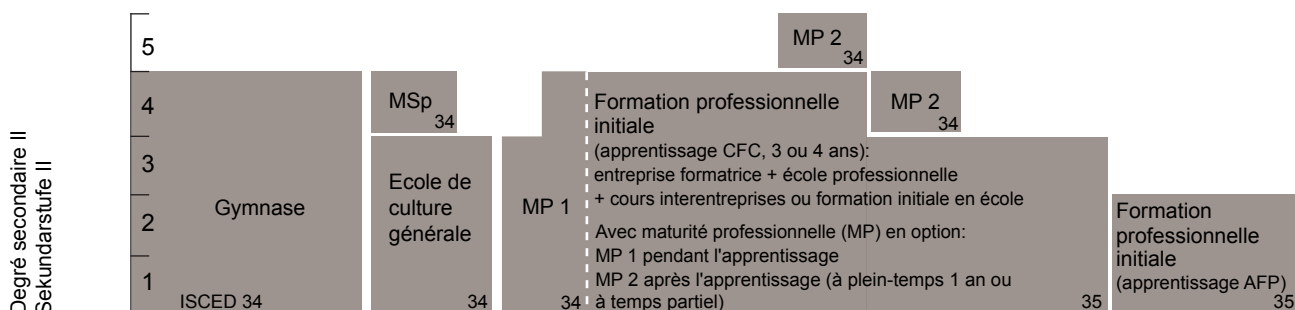 Degré secondaire II
Sekundarstufe II
5
4
3
2
1
Gymnase
ISCED 34
MSp
34
Ecole de
culture
générale
34
MP 1
34
Formation professionnelle
initiale
(apprentissage CFC, 3 ou 4 ans):
entreprise formatrice + école professionnelle
+ cours interentreprises ou formation initiale en école
Avec maturité professionnelle (MP) en option:
MP 1 pendant l'apprentissage
MP 2 après l'apprentissage (à plein-temps 1 an ou
à temps partiel)
35
MP 2
34
MP 2
34
Formation
professionnelle
initiale
(apprentissage AFP)
35